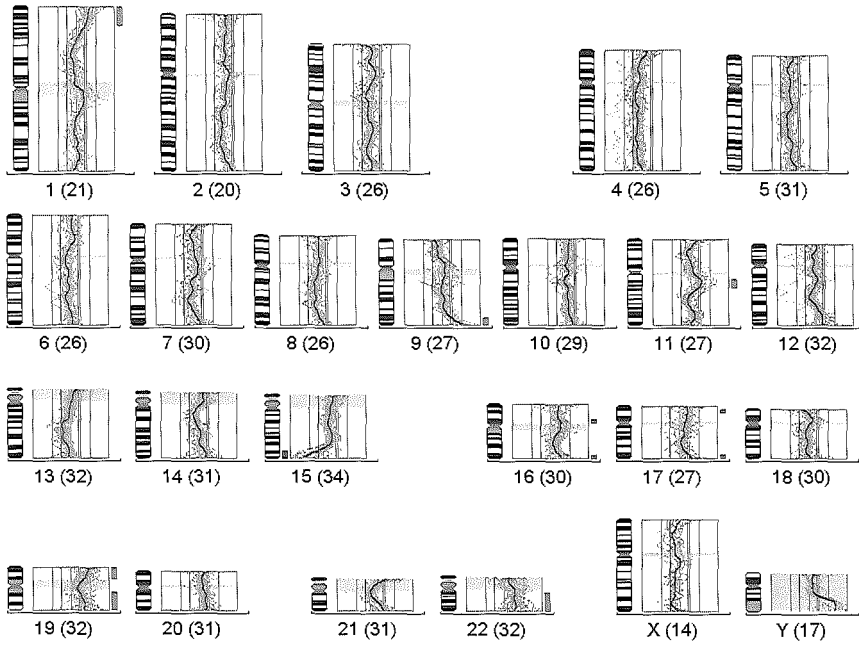 1 (21) 2 (20) 3 (26) 4 (26) 5 (31)
6 (26) 7 (30) 8 (26) 9 (27) 10 (29) 11 (27) 12 (32)
13 (32) 14 (31) 15 (34) 16 (30) 17 (27) 18 (30)
19 (32) 20 (31) 21 (31) 22 (32) X (14) Y (17)